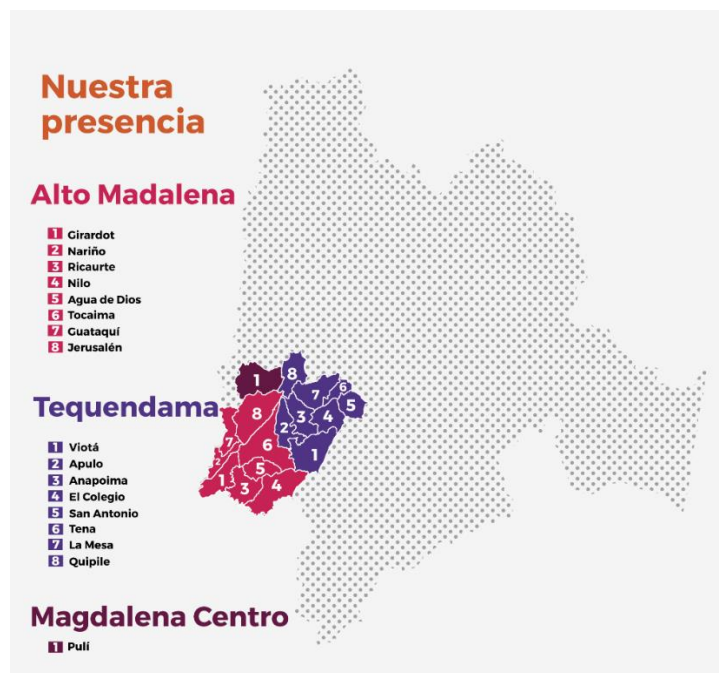 Nuestra
presencia
Alto Madalena
1 Girardot
2 Nariño
3 Ricaurte
4 Nilo
5 Agua de Dios
6 Tocaima
7 Guataquí
8 Jerusalén
Tequendama
1 Viotá
2 Apulo
3 Anapoima
4 El Colegio
5 San Antonio
6 Tena
7 La Mesa
8 Quipile
Magdalena Centro
1 Pulí
8
1
7
6
5
8
3
4
2
7
6
1
2
5
1
3
4